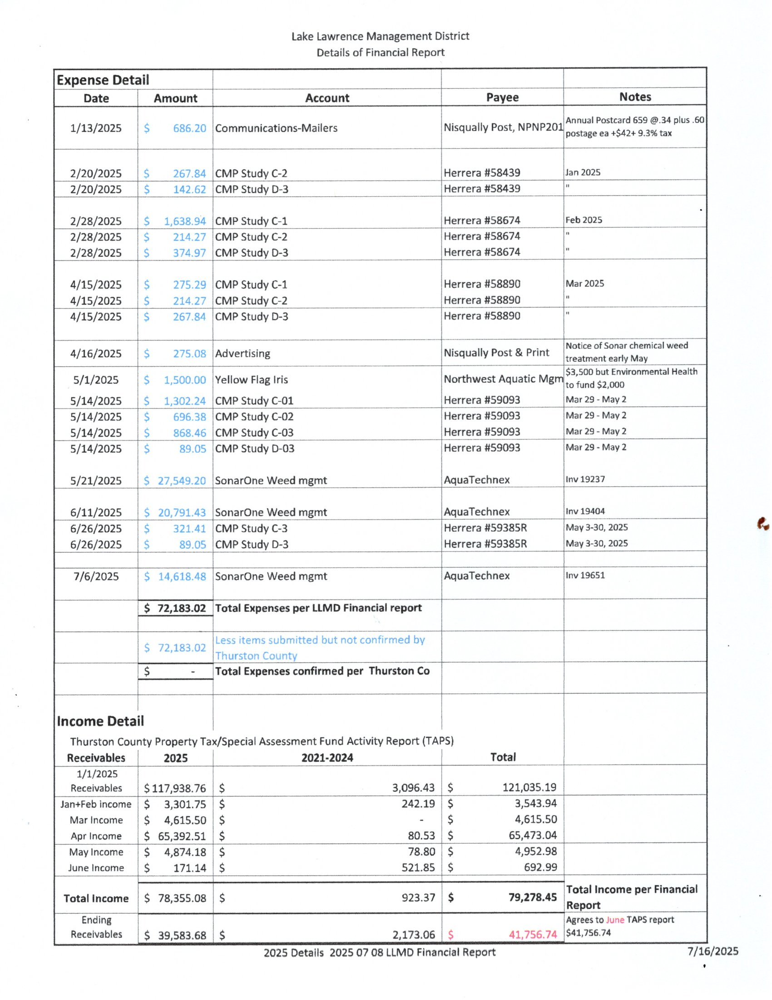 Lake Lawrence Management District
Details of Financial Report
Expense Detail
Date Amount Account Payee Notes
1/13/2025 $ 686.20 Communications-Mailers Nisqually Post, NPNP201 Annual Postcard 659 @.34 plus .60
postage ea +$42+ 9.3% tax
2/20/2025 $ 267.84 CMP Study C-2 Herrera #58439 Jan 2025
2/20/2025 $ 142.62 CMP Study D-3 Herrera #58439 "
2/28/2025 $ 1,638.94 CMP Study C-1 Herrera #58674 Feb 2025
2/28/2025 $ 214.27 CMP Study C-2 Herrera #58674 "
2/28/2025 $ 374.97 CMP Study D-3 Herrera #58674 "
4/15/2025 $ 275.29 CMP Study C-1 Herrera #58890 Mar 2025
4/15/2025 $ 214.27 CMP Study C-2 Herrera #58890 "
4/15/2025 $ 267.84 CMP Study D-3 Herrera #58890 "
4/16/2025 $ 275.08 Advertising Nisqually Post & Print Notice of Sonar chemical weed
treatment early May
5/1/2025 $ 1,500.00 Yellow Flag Iris Northwest Aquatic Mgm $3,500 but Environmental Health
to fund $2,000
5/14/2025 $ 1,302.24 CMP Study C-01 Herrera #59093 Mar 29 - May 2
5/14/2025 $ 696.38 CMP Study C-02 Herrera #59093 Mar 29 - May 2
5/14/2025 $ 868.46 CMP Study C-03 Herrera #59093 Mar 29 - May 2
5/14/2025 $ 89.05 CMP Study D-03 Herrera #59093 Mar 29 - May 2
5/21/2025 $ 27,549.20 SonarOne Weed mgmt AquaTechnex Inv 19237
6/11/2025 $ 20,791.43 SonarOne Weed mgmt AquaTechnex Inv 19404
6/26/2025 $ 321.41 CMP Study C-3 Herrera #59385R May 3-30, 2025
6/26/2025 $ 89.05 CMP Study D-3 Herrera #59385R May 3-30, 2025
7/6/2025 $ 14,618.48 SonarOne Weed mgmt AquaTechnex Inv 19651
$ 72,183.02 Total Expenses per LLMD Financial report
$ 72,183.02 Less items submitted but not confirmed by
Thurston County
$ - Total Expenses confirmed per Thurston Co
Income Detail
Thurston County Property Tax/Special Assessment Fund Activity Report (TAPS)
Receivables 2025 2021-2024 Total
1/1/2025
Receivables $ 117,938.76 $ 3,096.43 $ 121,035.19
Jan+Feb income $ 3,301.75 $ 242.19 $ 3,543.94
Mar Income $ 4,615.50 $ - $ 4,615.50
Apr Income $ 65,392.51 $ 80.53 $ 65,473.04
May Income $ 4,874.18 $ 78.80 $ 4,952.98
June Income $ 171.14 $ 521.85 $ 692.99
Total Income $ 78,355.08 $ 923.37 $ 79,278.45 Total Income per Financial
Report
Ending
Receivables $ 39,583.68 $ 2,173.06 $ 41,756.74 Agrees to June TAPS report
$41,756.74
2025 Details 2025 07 08 LLMD Financial Report 7/16/2025